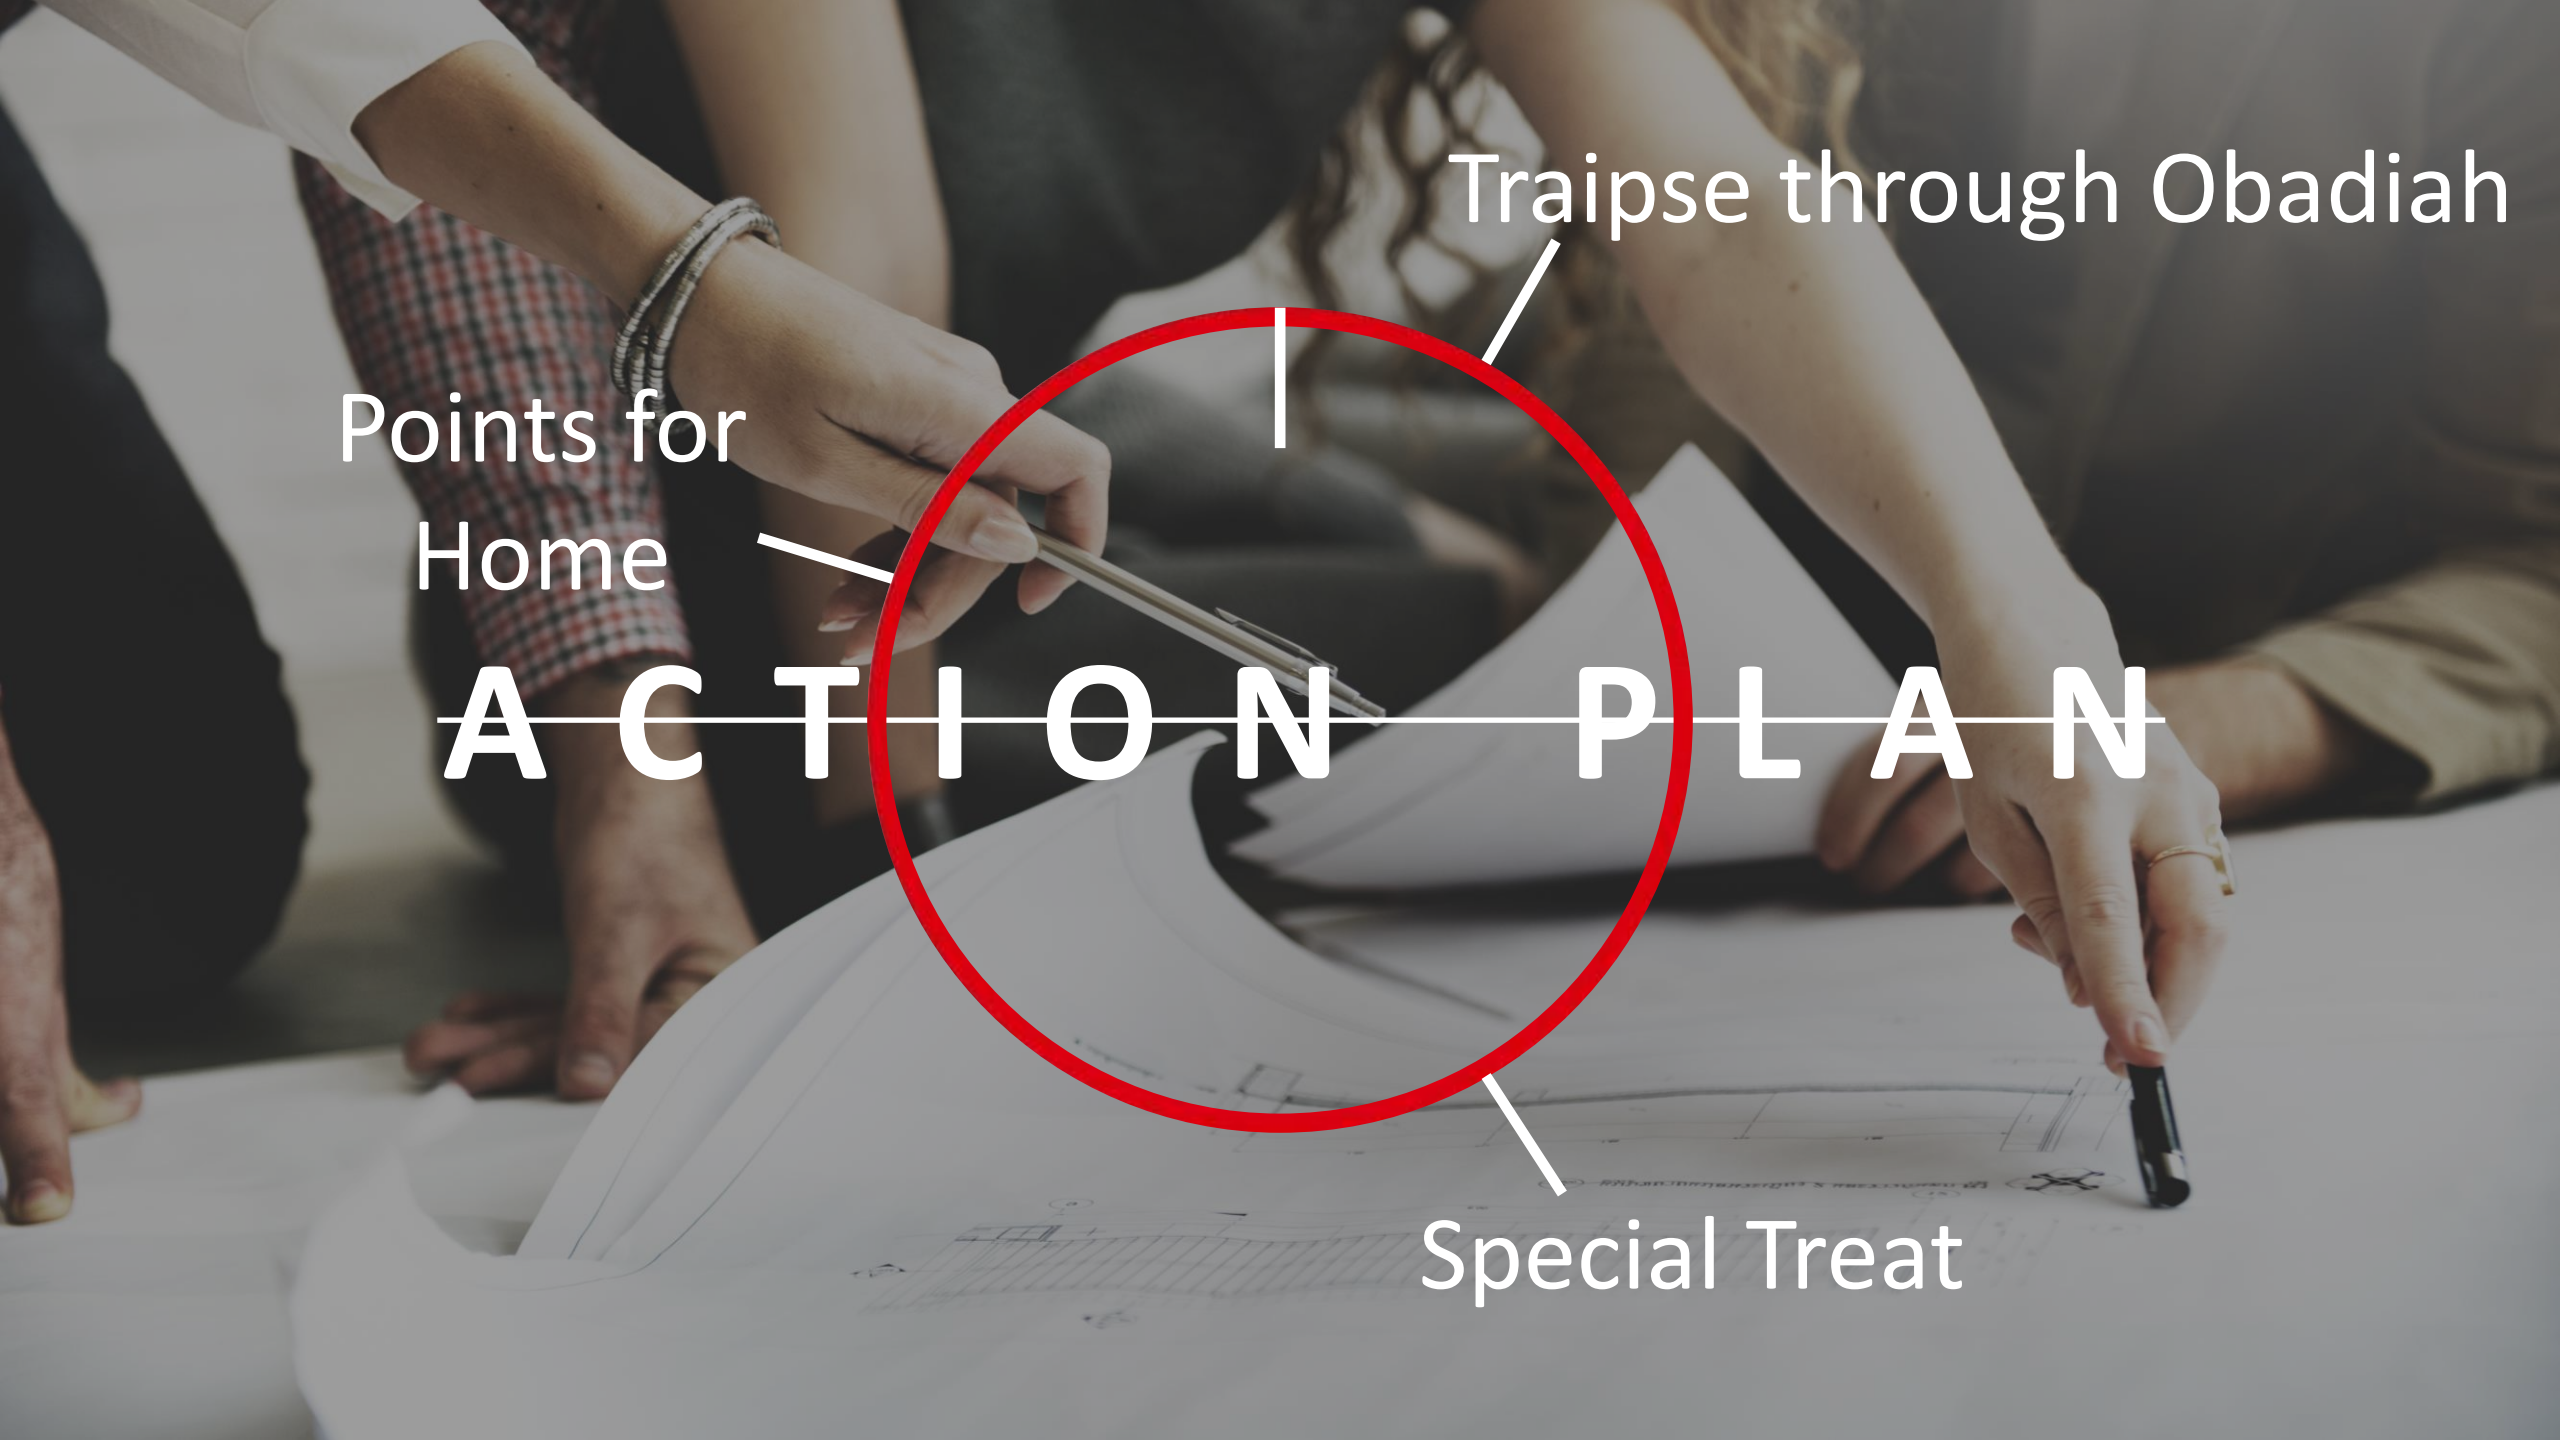 Traipse through Obadiah
Points for
Home
ACTION PLAN
Special Treat